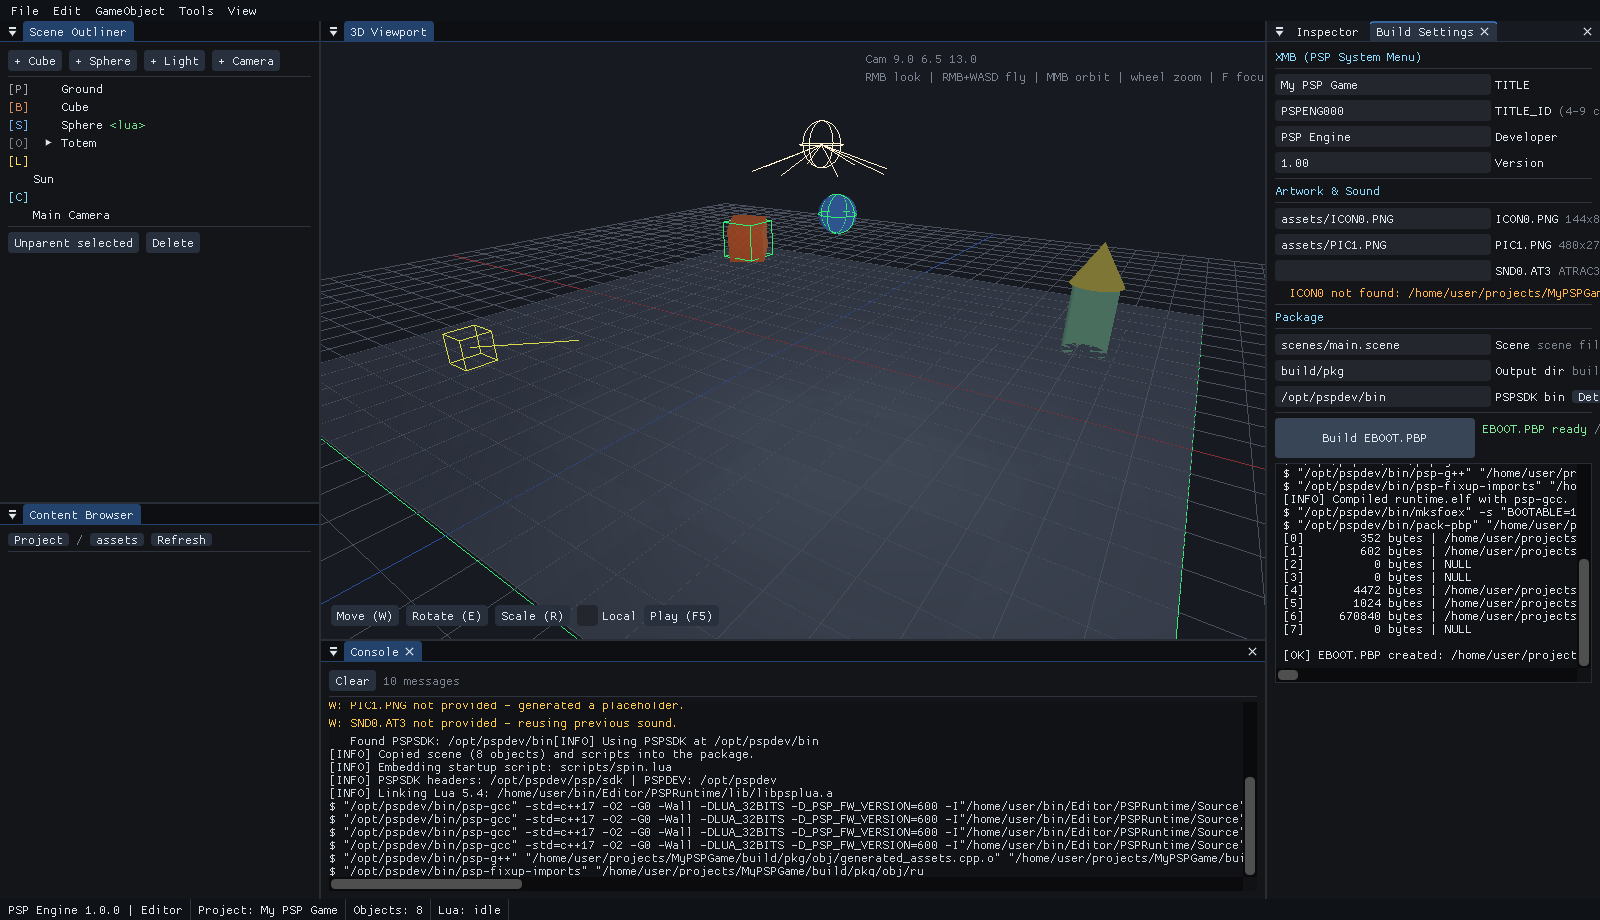 File Edit GameObject Tools View
Scene Outliner
+ Cube + Sphere + Light + Camera
[P] Ground
[B] Cube
[S] Sphere <lua>
[O] Totem
[L]
Sun
[C]
Main Camera
Unparent selected Delete
Content Browser
Project / assets Refresh
3D Viewport
Cam 9.0 6.5 13.0
RMB look | RMB+WASD fly | MMB orbit | wheel zoom | F focu
Move (W) Rotate (E) Scale (R) Local Play (F5)
Console
Clear 10 messages
W: PIC1.PNG not provided - generated a placeholder.
W: SND0.AT3 not provided - reusing previous sound.
Found PSPSDK: /opt/pspdev/bin[INFO] Using PSPSDK at /opt/pspdev/bin
[INFO] Copied scene (8 objects) and scripts into the package.
[INFO] Embedding startup script: scripts/spin.lua
[INFO] PSPSDK headers: /opt/pspdev/psp/sdk | PSPDEV: /opt/pspdev
[INFO] Linking Lua 5.4: /home/user/bin/Editor/PSPRuntime/lib/libpsplua.a
$ "/opt/pspdev/bin/psp-gcc" -std=c++17 -O2 -G0 -Wall -DLUA_32BITS -D_PSP_FW_VERSION=600 -I"/home/user/bin/Editor/PSPRuntime/Source"
$ "/opt/pspdev/bin/psp-gcc" -std=c++17 -O2 -G0 -Wall -DLUA_32BITS -D_PSP_FW_VERSION=600 -I"/home/user/bin/Editor/PSPRuntime/Source"
$ "/opt/pspdev/bin/psp-gcc" -std=c++17 -O2 -G0 -Wall -DLUA_32BITS -D_PSP_FW_VERSION=600 -I"/home/user/bin/Editor/PSPRuntime/Source"
$ "/opt/pspdev/bin/psp-gcc" -std=c++17 -O2 -G0 -Wall -DLUA_32BITS -D_PSP_FW_VERSION=600 -I"/home/user/bin/Editor/PSPRuntime/Source"
$ "/opt/pspdev/bin/psp-g++" "/home/user/projects/MyPSPGame/build/pkg/obj/generated_assets.cpp.o" "/home/user/projects/MyPSPGame/bui
$ "/opt/pspdev/bin/psp-fixup-imports" "/home/user/projects/MyPSPGame/build/pkg/obj/ru
Inspector Build Settings
XMB (PSP System Menu)
My PSP Game TITLE
PSPENG000 TITLE_ID (4-9 c
PSP Engine Developer
1.00 Version
Artwork & Sound
assets/ICON0.PNG ICON0.PNG 144x8
assets/PIC1.PNG PIC1.PNG 480x27
SND0.AT3 ATRAC3
ICON0 not found: /home/user/projects/MyPSPGam
Package
scenes/main.scene Scene scene fil
build/pkg Output dir buil
/opt/pspdev/bin PSPSDK bin Det
Build EBOOT.PBP EBOOT.PBP ready /
$ "/opt/pspdev/bin/psp-g++" "/home/user/pr
$ "/opt/pspdev/bin/psp-fixup-imports" "/ho
[INFO] Compiled runtime.elf with psp-gcc.
$ "/opt/pspdev/bin/mksfoex" -s "BOOTABLE=1
$ "/opt/pspdev/bin/pack-pbp" "/home/user/p
[0] 352 bytes | /home/user/projects
[1] 602 bytes | /home/user/projects
[2] 0 bytes | NULL
[3] 0 bytes | NULL
[4] 4472 bytes | /home/user/projects
[5] 1024 bytes | /home/user/projects
[6] 670840 bytes | /home/user/projects
[7] 0 bytes | NULL
[OK] EBOOT.PBP created: /home/user/project
PSP Engine 1.0.0 | Editor Project: My PSP Game Objects: 8 Lua: idle